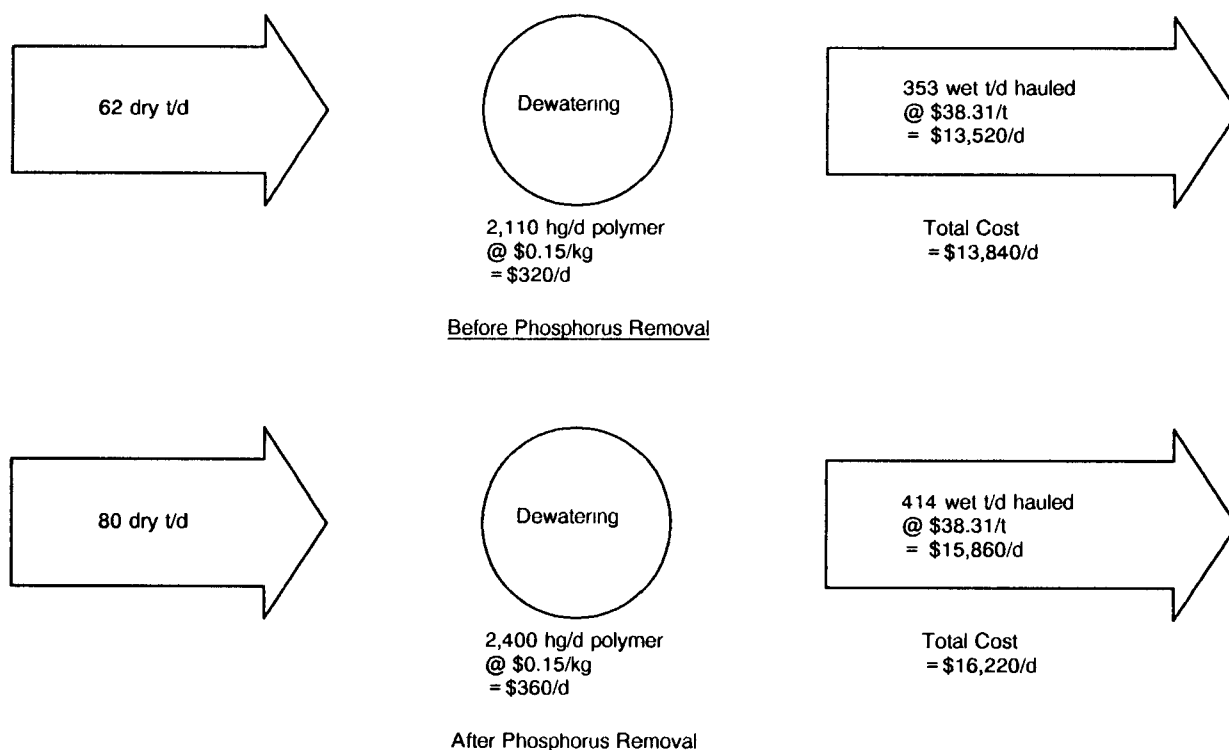 62 dry t/d
Dewatering
353 wet t/d hauled
@ $38.31/t
= $13,520/d
2,110 hg/d polymer
@ $0.15/kg
= $320/d
Total Cost
= $13,840/d
Before Phosphorus Removal
80 dry t/d
Dewatering
414 wet t/d hauled
@ $38.31/t
= $15,860/d
2,400 hg/d polymer
@ $0.15/kg
= $360/d
Total Cost
= $16,220/d
After Phosphorus Removal